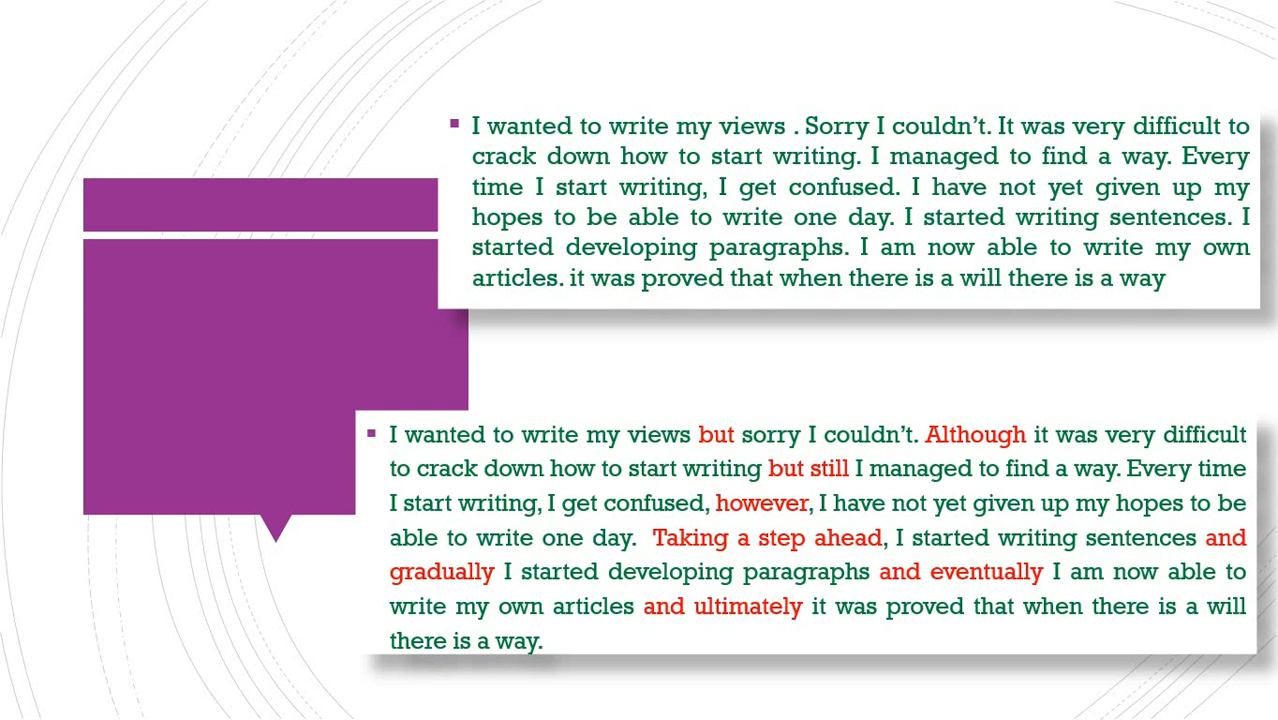 I wanted to write my views . Sorry I couldn’t. It was very difficult to
crack down how to start writing. I managed to find a way. Every
time I start writing, I get confused. I have not yet given up my
hopes to be able to write one day. I started writing sentences. I
started developing paragraphs. I am now able to write my own
articles. it was proved that when there is a will there is a way
I wanted to write my views but sorry I couldn’t. Although it was very difficult
to crack down how to start writing but still I managed to find a way. Every time
I start writing, I get confused, however, I have not yet given up my hopes to be
able to write one day. Taking a step ahead, I started writing sentences and
gradually I started developing paragraphs and eventually I am now able to
write my own articles and ultimately it was proved that when there is a will
there is a way.